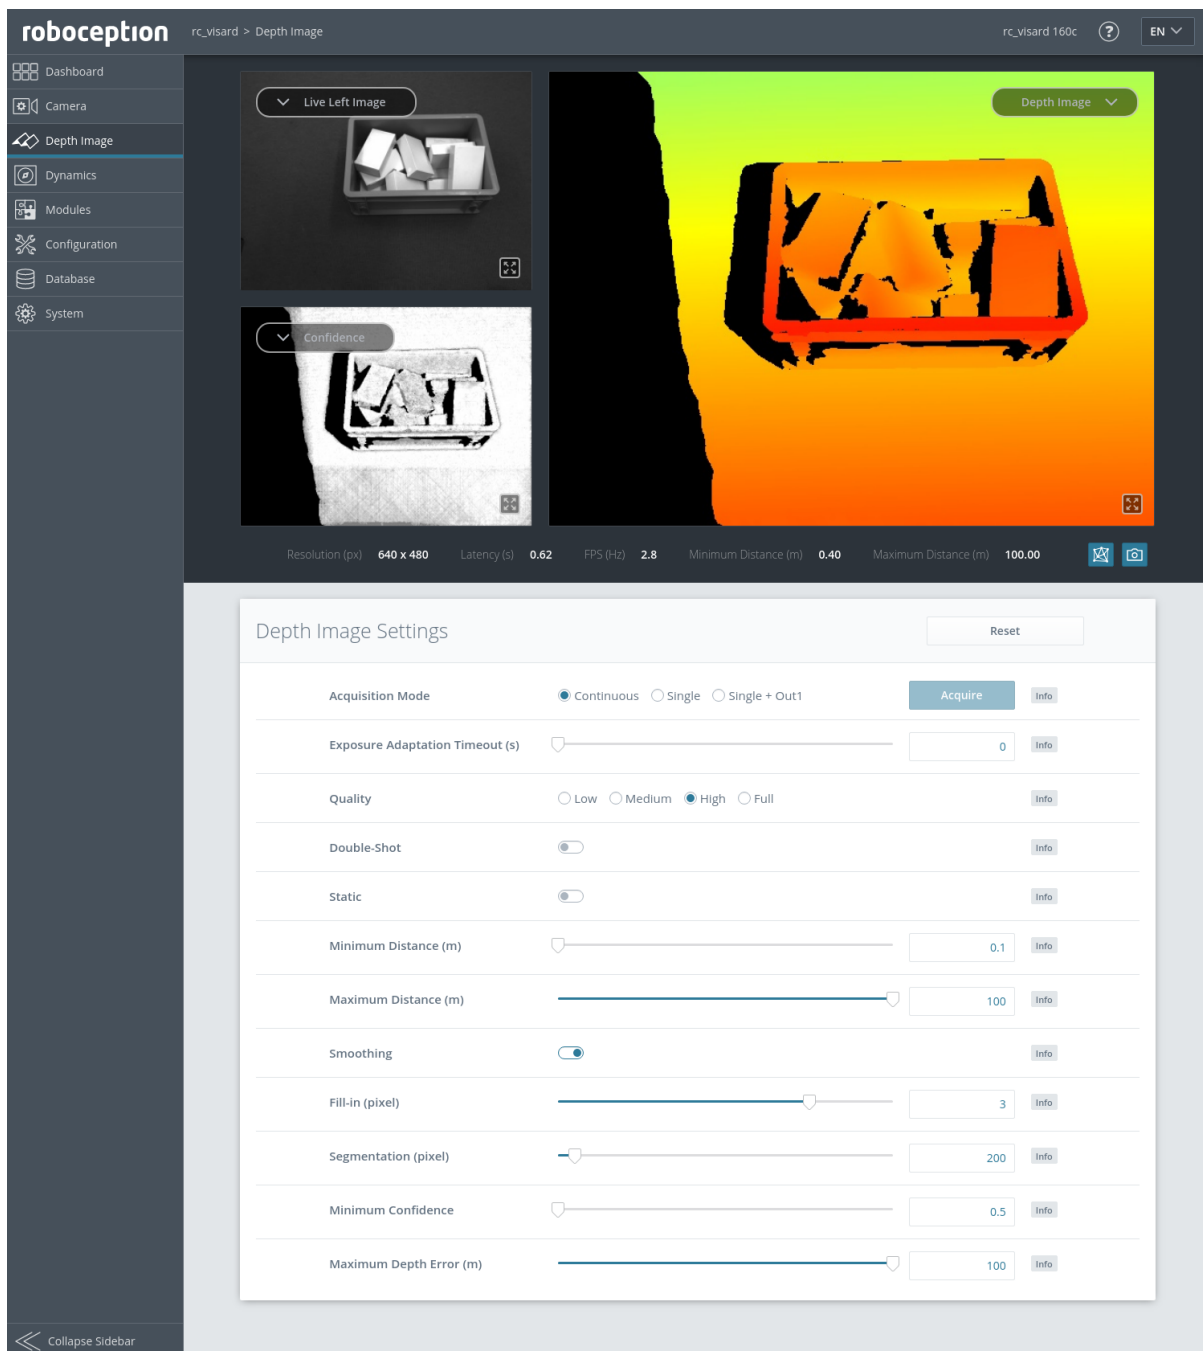 roboception
rc_visard > Depth Image
rc_visard 160c ? EN
Dashboard
Camera
Depth Image
Dynamics
Modules
Configuration
Database
System
Collapse Sidebar
Live Left Image
Depth Image
Confidence
Resolution (px) 640 x 480 Latency (s) 0.62 FPS (Hz) 2.8 Minimum Distance (m) 0.40 Maximum Distance (m) 100.00
Depth Image Settings Reset
Acquisition Mode Continuous Single Single + Out1 Acquire Info
Exposure Adaptation Timeout (s) 0 Info
Quality Low Medium High Full Info
Double-Shot Info
Static Info
Minimum Distance (m) 0.1 Info
Maximum Distance (m) 100 Info
Smoothing Info
Fill-in (pixel) 3 Info
Segmentation (pixel) 200 Info
Minimum Confidence 0.5 Info
Maximum Depth Error (m) 100 Info